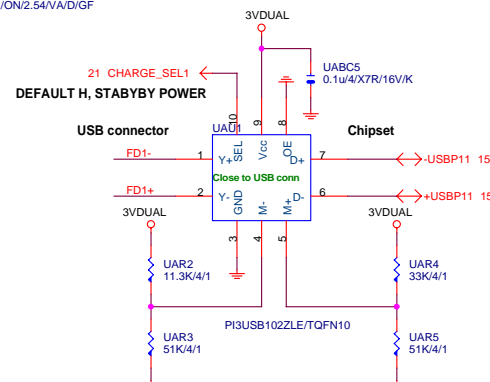 /ON/2.54/VA/D/GF
3VDUAL
21 CHARGE_SEL1
UABC5
0.1u/4/X7R/16V/K
DEFAULT H, STABYBY POWER
USB connector
UAU1
10
9
8
Chipset
SEL
Vcc
OE
FD1-
1
Y+
D+
7
-USBP11 15
Close to USB conn
FD1+
2
Y-
GND
M-
M+
D-
6
+USBP11 15
3VDUAL
3
4
5
3VDUAL
UAR2
11.3K/4/1
UAR4
33K/4/1
PI3USB102ZLE/TQFN10
UAR3
51K/4/1
UAR5
51K/4/1